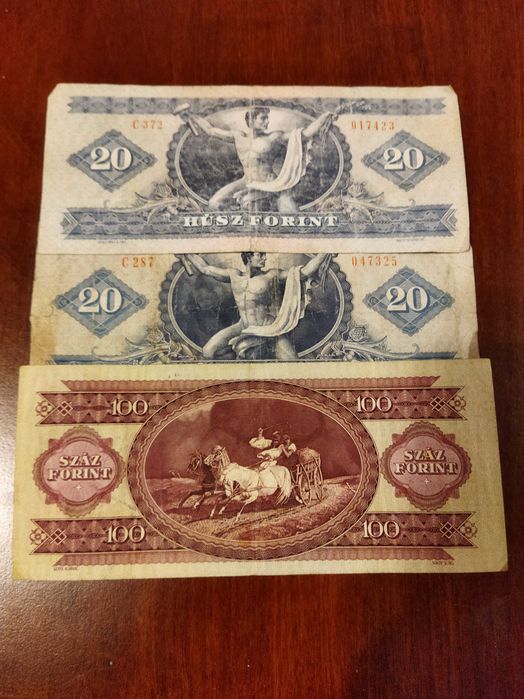 C 372 017423
20 20
HÚSZ FORINT
C 287 047325
20 20
100 100
SZÁZ FORINT SZÁZ FORINT
100 100